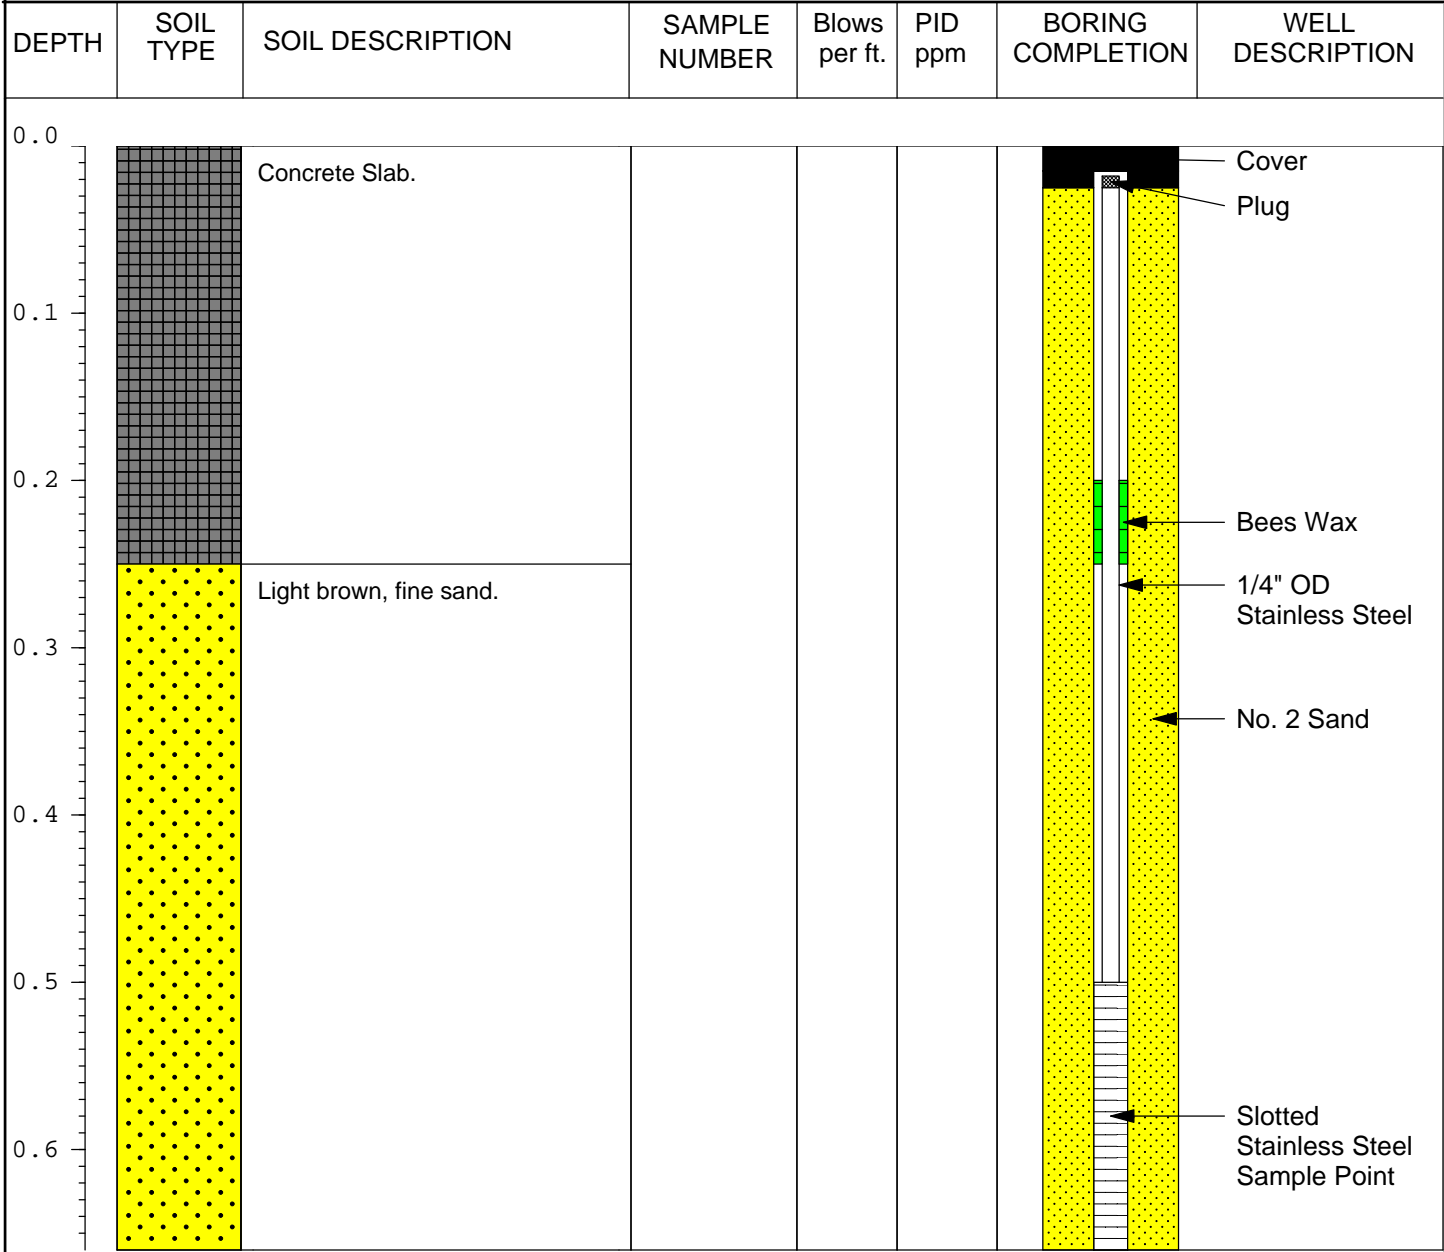 DEPTH
SOIL
TYPE
SOIL DESCRIPTION
SAMPLE
NUMBER
Blows
per ft.
PID
ppm
BORING
COMPLETION
WELL
DESCRIPTION
0.0
Concrete Slab.
Cover
Plug
0.1
0.2
Bees Wax
Light brown, fine sand.
1/4" OD
Stainless Steel
0.3
No. 2 Sand
0.4
0.5
Slotted
Stainless Steel
Sample Point
0.6